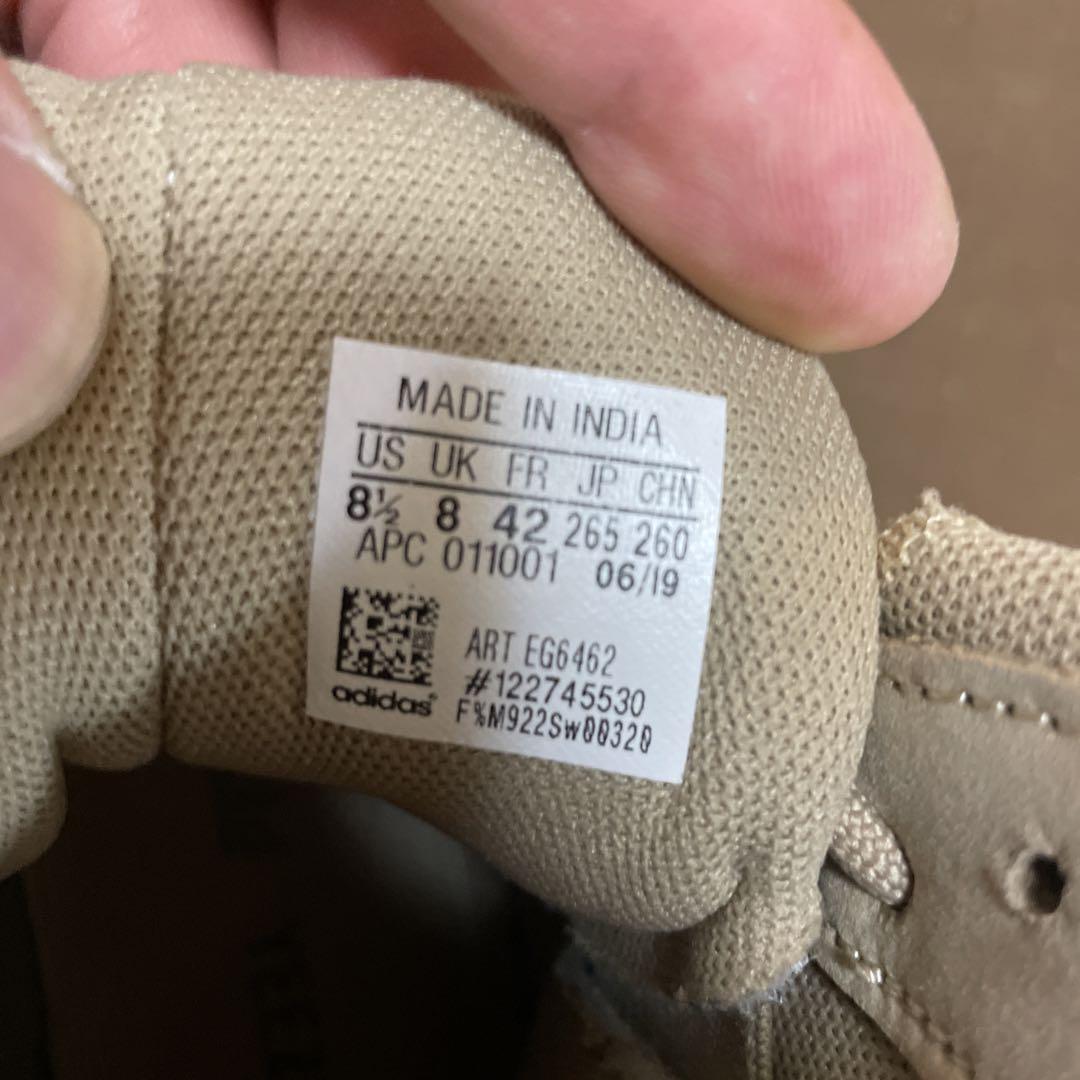 MADE IN INDIA
US UK FR JP CHN
8½ 8 42 265 260
APC 011001 06/19
ART EG6462
#122745530
adidas
F%M922Sw00320